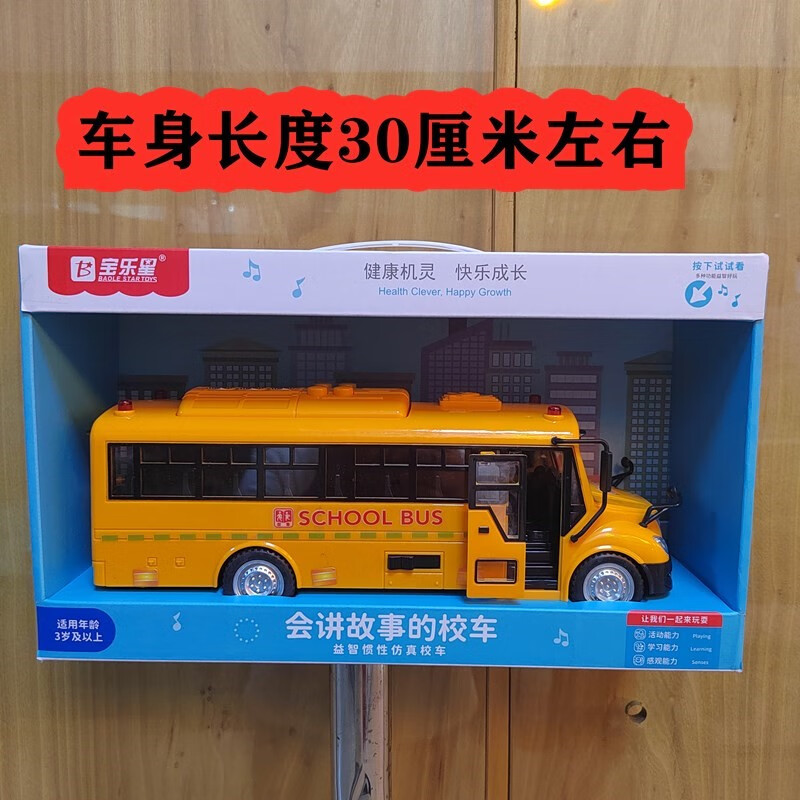 车身长度30厘米左右
宝乐星®
BAOLE STAR TOYS
健康机灵 快乐成长
Health Clever, Happy Growth
按下试试看
SCHOOL BUS
适用年龄
3岁及以上
会讲故事的校车
益智惯性仿真校车
让我们一起来玩耍
活动能力 Playing
学习能力 Learning
感观能力 Senses